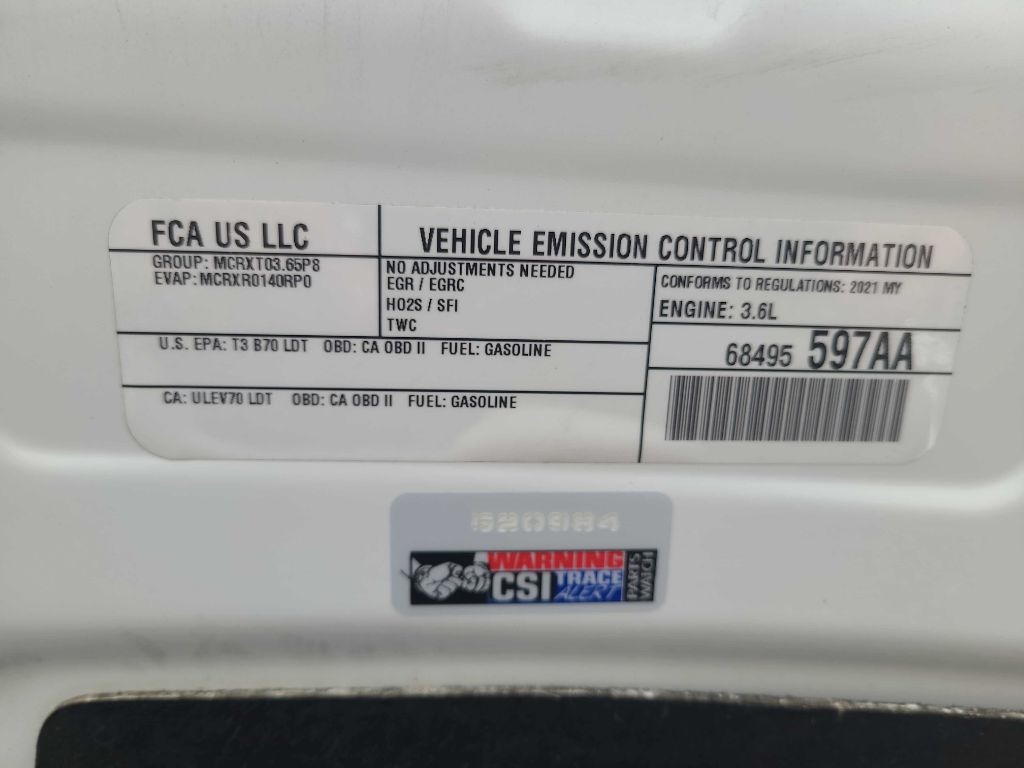 FCA US LLC
VEHICLE EMISSION CONTROL INFORMATION
GROUP: MCRXT03.65P8
EVAP: MCRXR0140RP0
NO ADJUSTMENTS NEEDED
EGR / EGRC
HO2S / SFI
TWC
CONFORMS TO REGULATIONS: 2021 MY
ENGINE: 3.6L
U.S. EPA: T3 B70 LDT OBD: CA OBD II FUEL: GASOLINE
68495 597AA
CA: ULEV70 LDT OBD: CA OBD II FUEL: GASOLINE
WARNING
CSI TRACE
ALERT
PARTS
WATCH